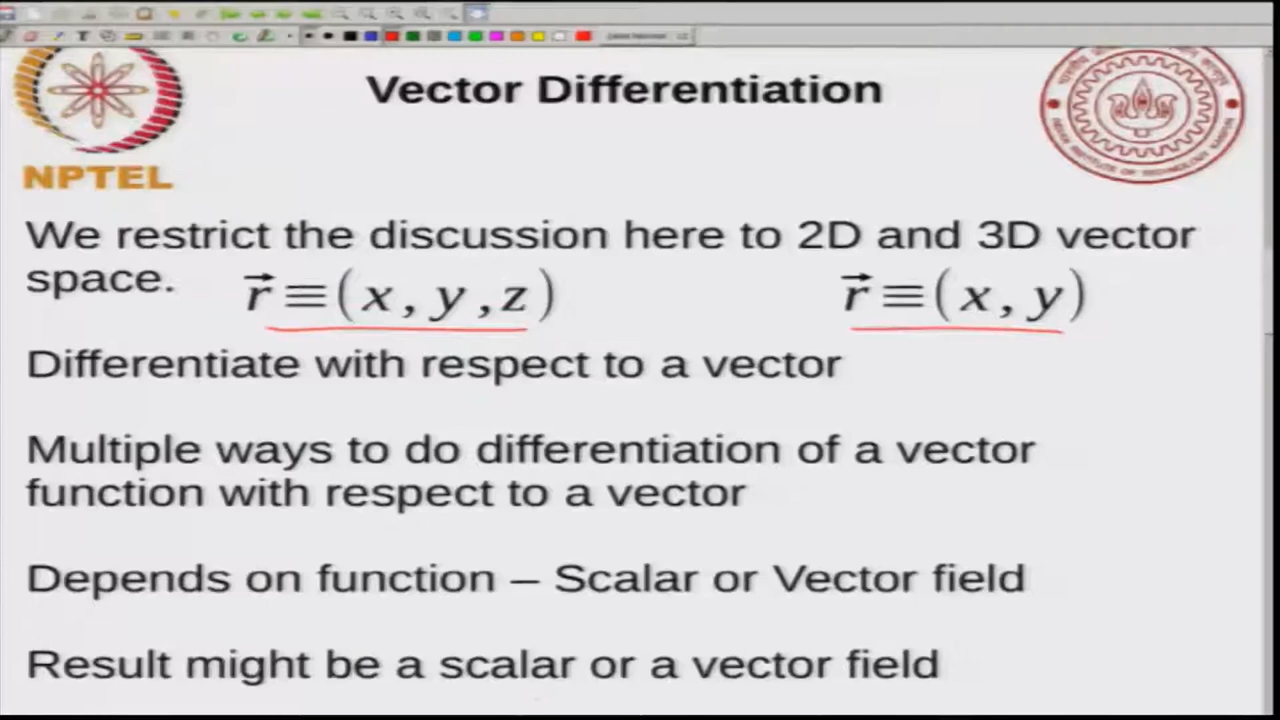 Vector Differentiation
NPTEL
We restrict the discussion here to 2D and 3D vector
space. r⃗ ≡ (x, y, z) r⃗ ≡ (x, y)
Differentiate with respect to a vector
Multiple ways to do differentiation of a vector
function with respect to a vector
Depends on function – Scalar or Vector field
Result might be a scalar or a vector field